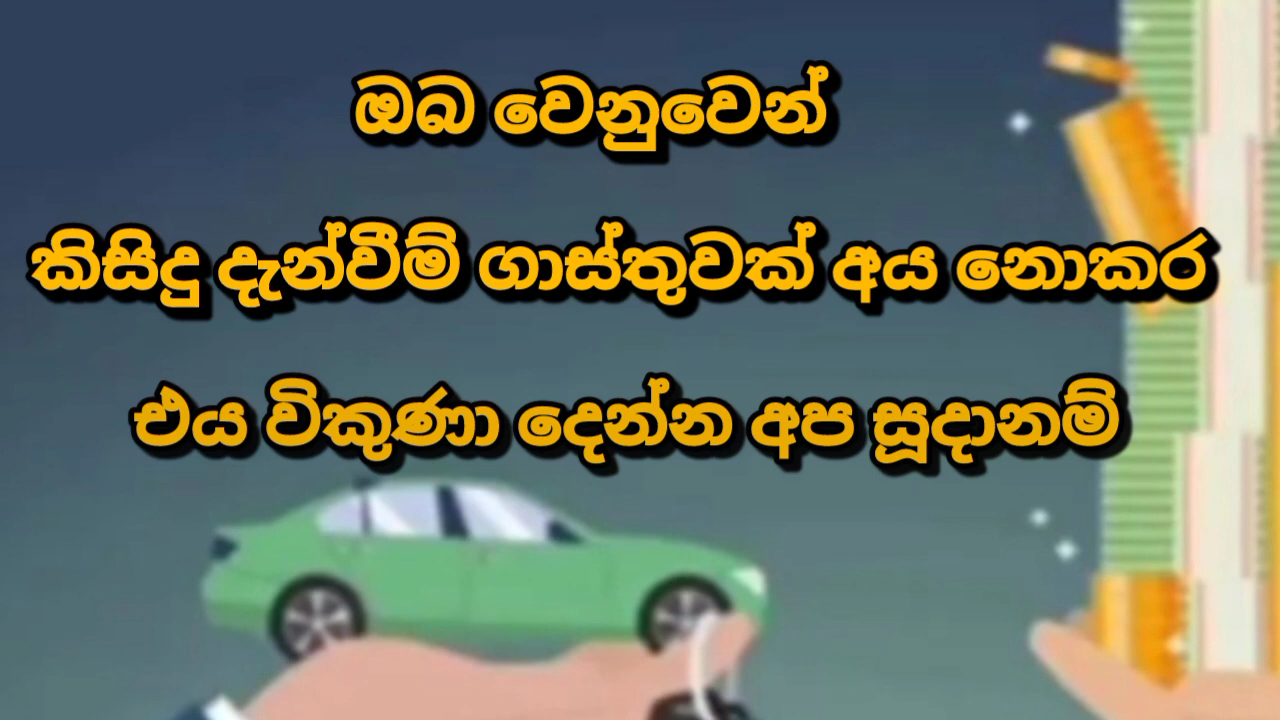 ඔබ වෙනුවෙන්
කිසිදු දැන්වීම් ගාස්තුවක් අය නොකර
එය විකුණා දෙන්න අප සූදානම්